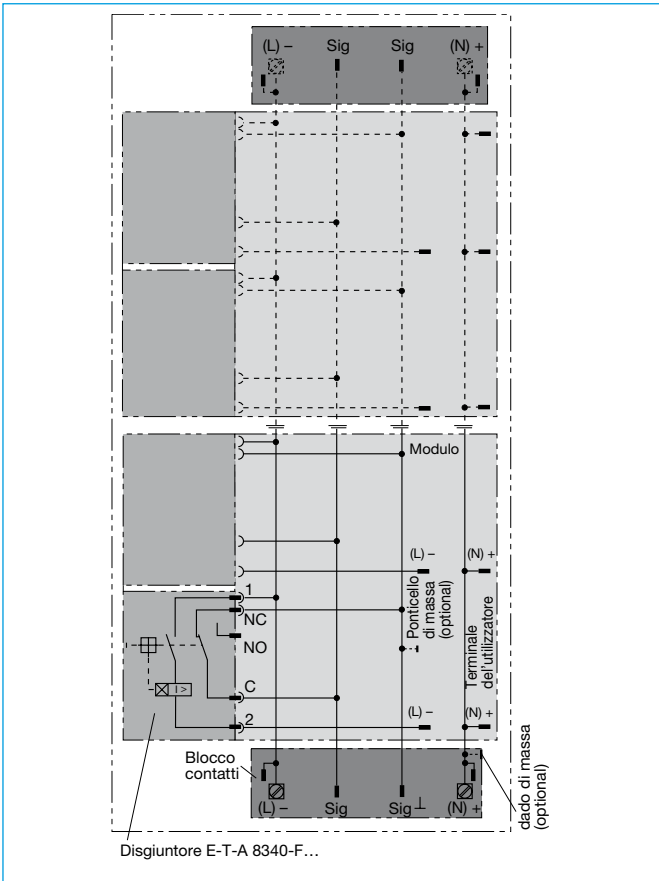 (L) –
Sig
Sig
(N) +
Modulo
(L) –
(N) +
1
NC
NO
Ponticello
di massa
(optional)
Terminale
del'utilizzatore
C
2
(L) –
(N) +
I >
Blocco
contatti
dado di massa
(optional)
(L) –
Sig
Sig ⊥
(N) +
Disgiuntore E-T-A 8340-F...